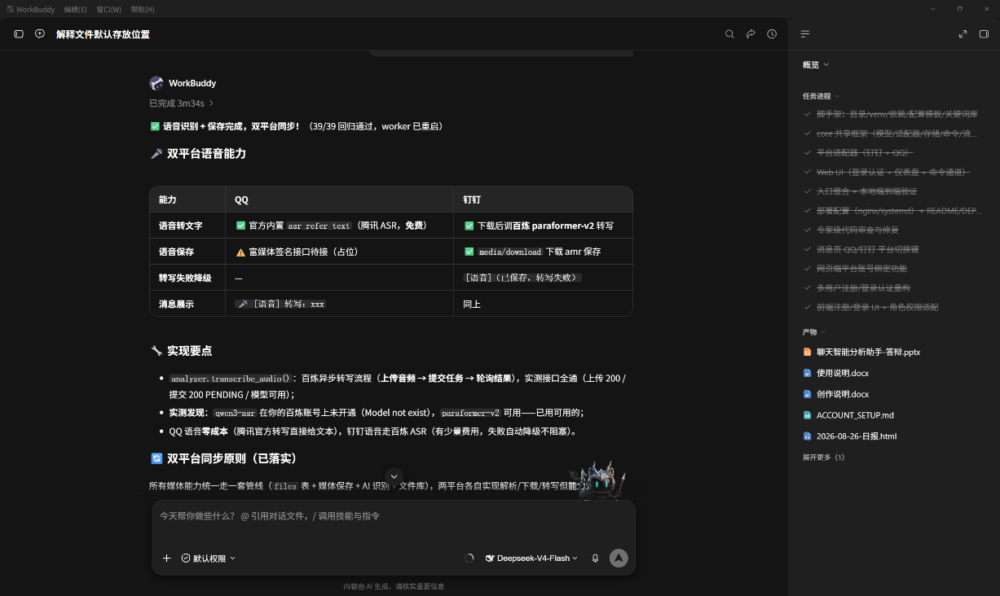 WorkBuddy 编辑(E) 窗口(W) 帮助(H)
解释文件默认存放位置
WorkBuddy
已完成 3m34s
✅ 语音识别 + 保存完成，双平台同步！（39/39 回归通过，worker 已重启）
🎤 双平台语音能力
能力 QQ 钉钉
语音转文字 ✅ 官方内置 asr_refer_text（腾讯 ASR，免费） ✅ 下载后调百炼 paraformer-v2 转写
语音保存 ⚠️ 富媒体签名接口待接（占位） ✅ media/download 下载 amr 保存
转写失败降级 — [语音]（已保存，转写失败）
消息展示 🎤 [语音] 转写：xxx 同上
🔧 实现要点
• analyzer.transcribe_audio()：百炼异步转写流程（上传音频 → 提交任务 → 轮询结果），实测接口全通（上传 200 /
提交 200 PENDING / 模型可用）；
• 实测发现：qwen3-asr 在你的百炼账号上未开通（Model not exist），paraformer-v2 可用——已用可用的；
• QQ 语音零成本（腾讯官方转写直接给文本），钉钉语音走百炼 ASR（有少量费用，失败自动降级不阻塞）。
🔄 双平台同步原则（已落实）
所有媒体能力统一走一套管线（files 表 + 媒体保存 + AI 识别 + 文件库），两平台各自实现解析/下载/转写但能
今天帮你做些什么？ @ 引用对话文件，/ 调用技能与指令
默认权限
Deepseek-V4-Flash
内容由 AI 生成，请核实重要信息
概览
任务进程
脚手架：目录/venv/依赖/配置模板/关键词库
core 共享框架（模型/适配器/存储/命令/流...
平台适配器（钉钉 + QQ）
Web UI（登录认证 + 仪表盘 + 命令通道）
入口整合 + 本地端到端验证
部署配置（nginx/systemd）+ README/DEP...
专家级代码审查与修复
消息页 QQ/钉钉 平台切换键
网页端平台账号绑定功能
多用户注册/登录认证重构
前端注册/登录 UI + 角色权限适配
产物
聊天智能分析助手-答辩.pptx
使用说明.docx
创作说明.docx
ACCOUNT_SETUP.md
2026-08-26-日报.html
展开更多（1）